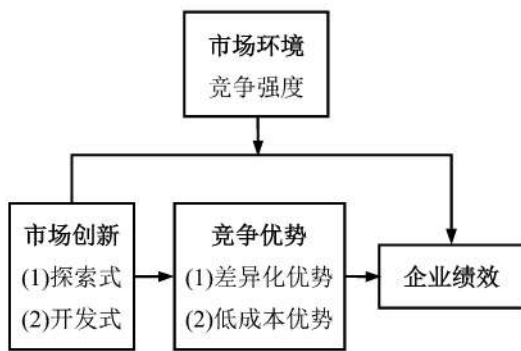 市场环境
竞争强度
市场创新
(1)探索式
(2)开发式
竞争优势
(1)差异化优势
(2)低成本优势
企业绩效